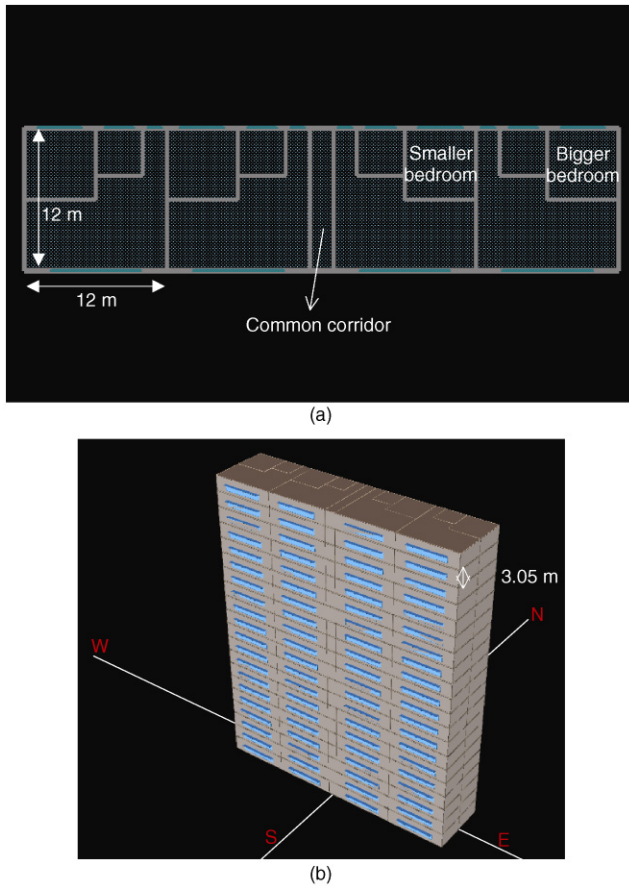 Smaller
bedroom
Bigger
bedroom
12 m
12 m
Common corridor
(a)
3.05 m
N
W
S
E
(b)